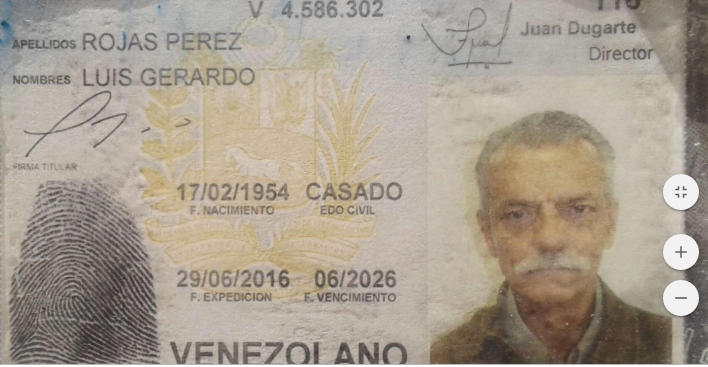 V 4.586.302
APELLIDOS ROJAS PEREZ
Juan Dugarte
Director
NOMBRES LUIS GERARDO
FIRMA TITULAR
17/02/1954 CASADO
F. NACIMIENTO EDO CIVIL
29/06/2016 06/2026
F. EXPEDICION F. VENCIMIENTO
VENEZOLANO